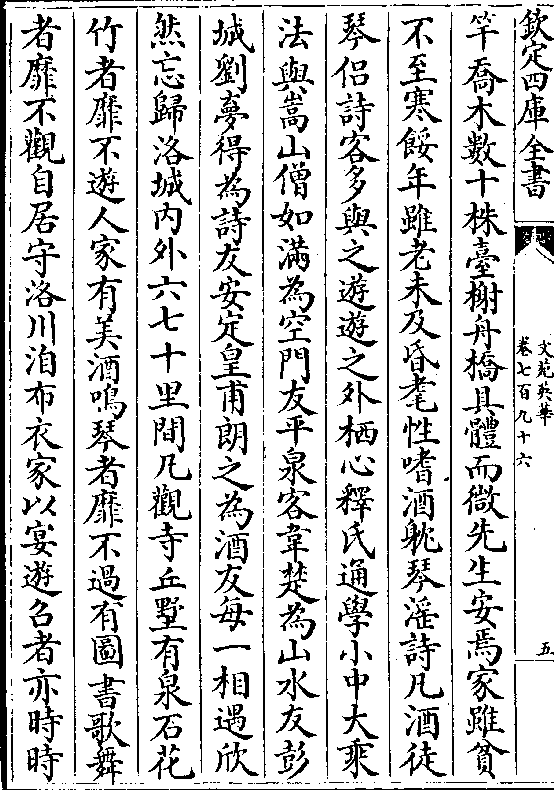 欽定四庫全書
文苑英華
卷七百九十六
五
竿喬木數十株臺榭舟橋具體而微先生安焉家雖貧
不至寒餒年雖老未及昏耄性嗜酒躭琴淫詩凡酒徒
琴侶詩客多與之遊遊之外栖心釋氏通學小中大乘
法與嵩山僧如滿為空門友平泉客韋楚為山水友彭
城劉夢得為詩友安定皇甫朗之為酒友每一相遇欣
然忘歸洛城内外六七十里間凡觀寺丘墅有泉石花
竹者靡不遊人家有美酒鳴琴者靡不過有圖書歌舞
者靡不觀自居守洛川洎布衣家以宴遊召者亦時時